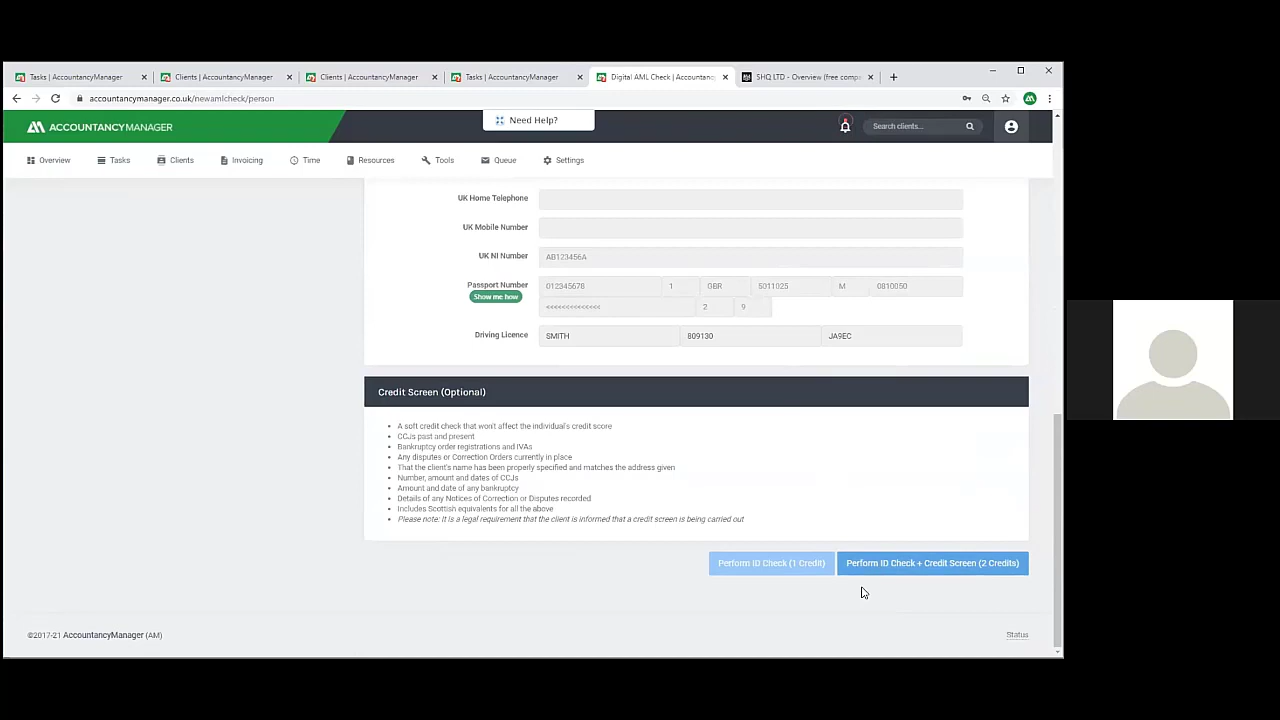 Tasks | AccountancyManager
Clients | AccountancyManager
Clients | AccountancyManager
Tasks | AccountancyManager
Digital AML Check | Accountanc
SHQ LTD - Overview (free comp
accountancymanager.co.uk/newamlcheck/person
ACCOUNTANCYMANAGER
Need Help?
Search clients...
Overview Tasks Clients Invoicing Time Resources Tools Queue Settings
UK Home Telephone
UK Mobile Number
UK NI Number AB123456A
Passport Number 012345678 1 GBR 5011025 M 0810050
Show me how <<<<<<<<<<<<<< 2 9
Driving Licence SMITH 809130 JA9EC
Credit Screen (Optional)
A soft credit check that won't affect the individual's credit score
CCJs past and present
Bankruptcy order registrations and IVAs
Any disputes or Correction Orders currently in place
That the client's name has been properly specified and matches the address given
Number, amount and dates of CCJs
Amount and date of any bankruptcy
Details of any Notices of Correction or Disputes recorded
Includes Scottish equivalents for all the above
Please note: It is a legal requirement that the client is informed that a credit screen is being carried out
Perform ID Check (1 Credit) Perform ID Check + Credit Screen (2 Credits)
©2017-21 AccountancyManager (AM) Status